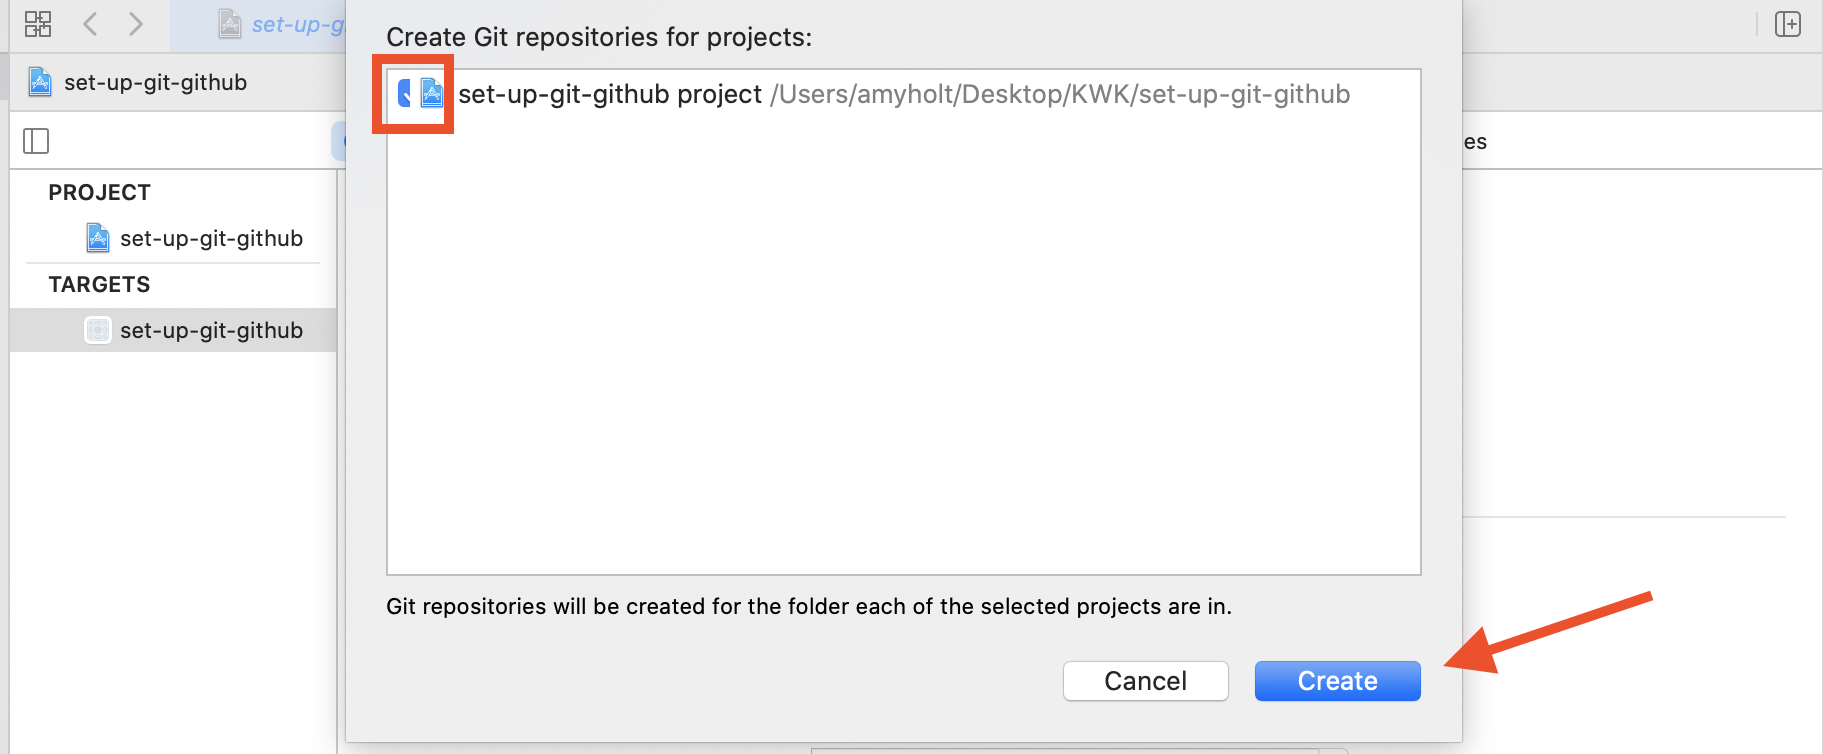 set-up-g
Create Git repositories for projects:
set-up-git-github
set-up-git-github project /Users/amyholt/Desktop/KWK/set-up-git-github
es
PROJECT
set-up-git-github
TARGETS
set-up-git-github
Git repositories will be created for the folder each of the selected projects are in.
Cancel
Create